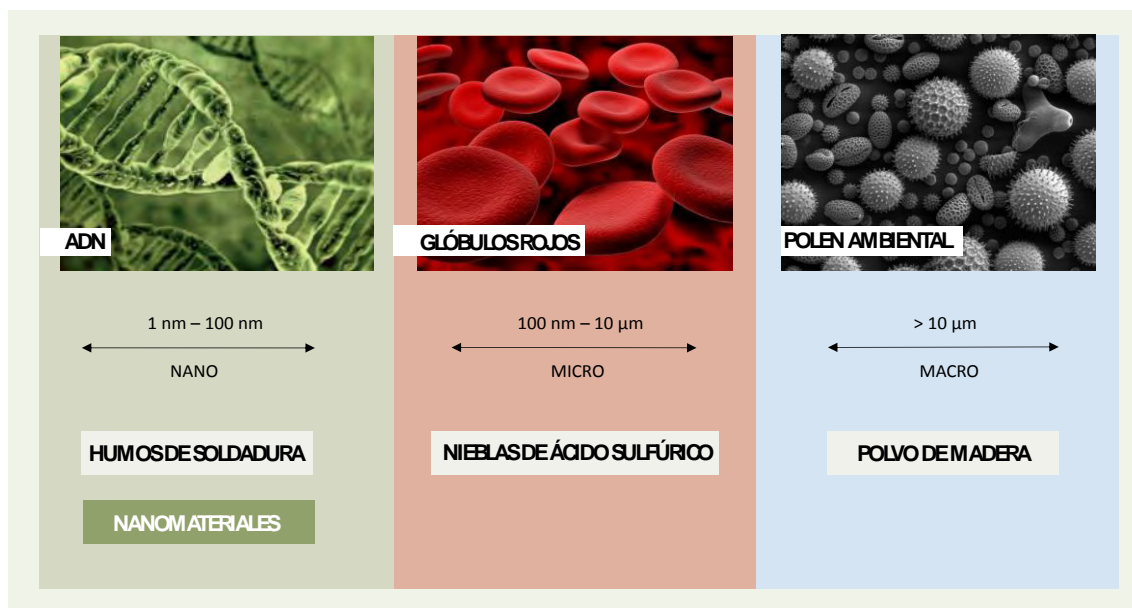 ADN
GLÓBULOS ROJOS
POLEN AMBIENTAL
1 nm – 100 nm
100 nm – 10 µm
> 10 µm
NANO
MICRO
MACRO
HUMOS DE SOLDADURA
NIEBLAS DE ÁCIDO SULFÚRICO
POLVO DE MADERA
NANOMATERIALES